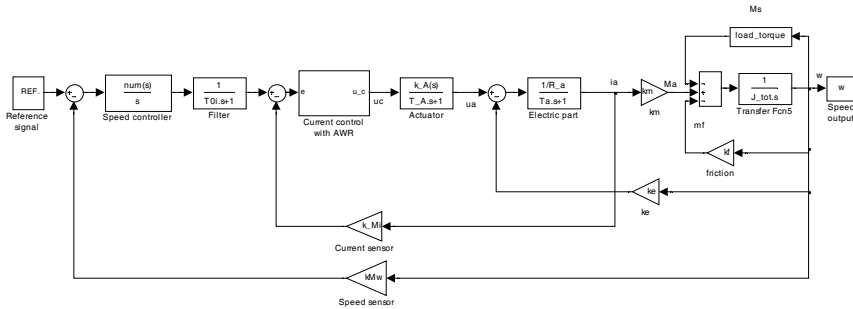 Ms
load_torque
REF.
Reference
signal
num(s)
s
Speed controller
1
T0i.s+1
Filter
e
u_c
Current control
with AWR
uc
k_A(s)
T_A.s+1
Actuator
ua
1/R_a
Ta.s+1
Electric part
ia
km
km
Ma
mf
1
J_tot.s
Transfer Fcn5
w
w
Speed
output
kf
friction
ke
ke
k_Mi
Current sensor
kMw
Speed sensor